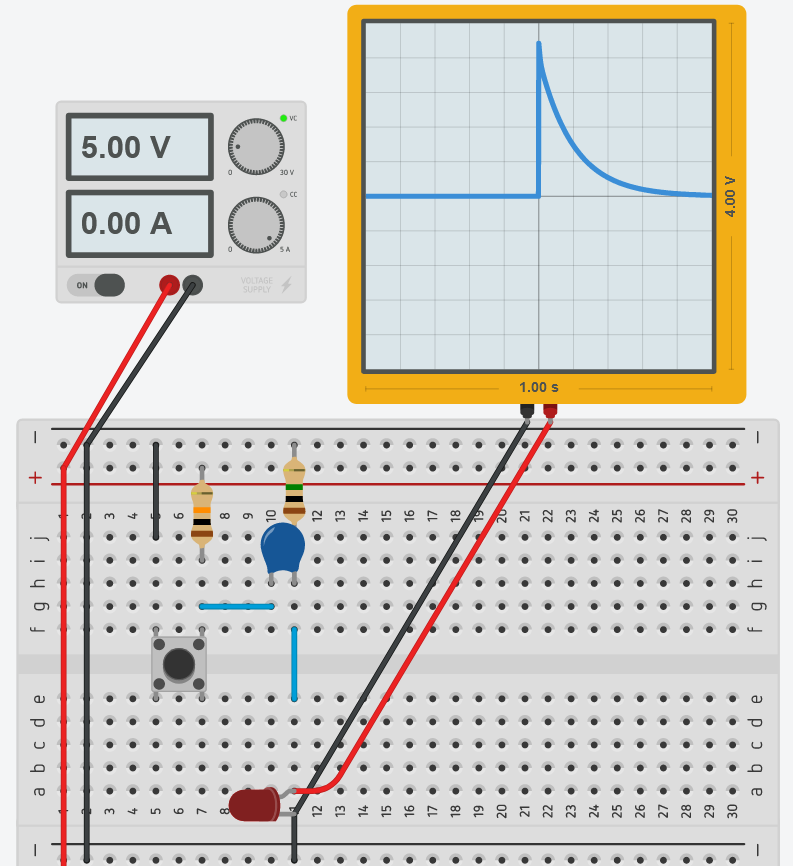 VC
5.00 V
0 30 V
CC
0.00 A
0 5 A
ON
VOLTAGE
SUPPLY
4.00 V
1.00 s
− −
+ +
1 2 3 4 5 6 7 8 9 10 12 13 14 15 16 17 18 19 20 21 22 23 24 25 26 27 28 29 30
j j
i i
h h
g g
f f
e e
d d
c c
b b
a a
1 2 3 4 5 6 7 8 11 12 13 14 15 16 17 18 19 20 21 22 23 24 25 26 27 28 29 30
− −